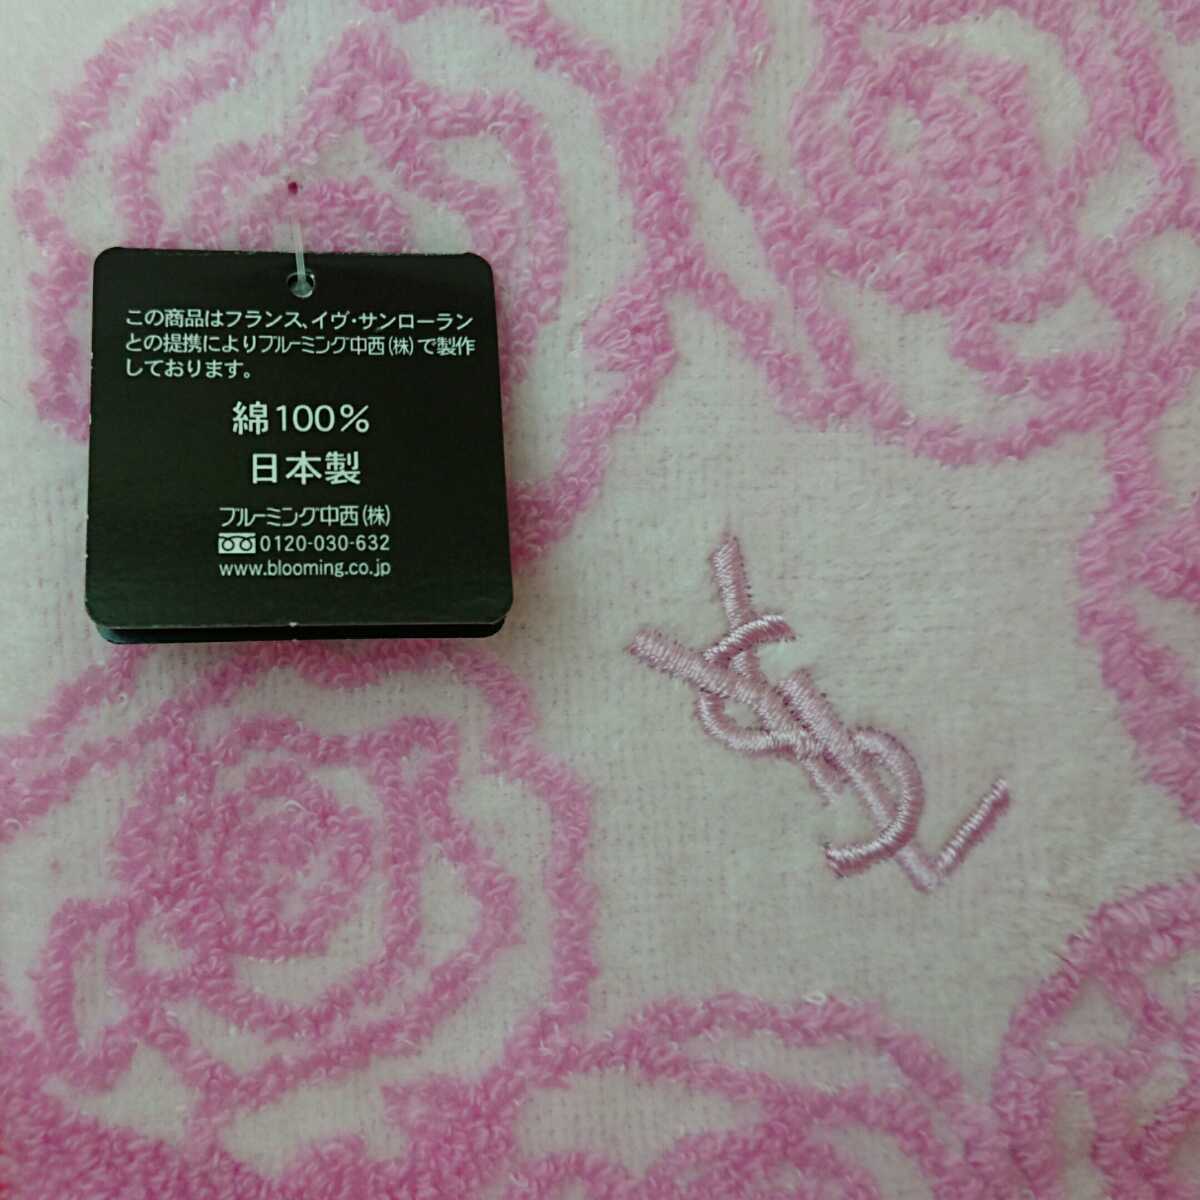 この商品はフランス、イヴ・サンローラン
との提携によりブルーミング中西(株)で製作
しております。
綿100%
日本製
ブルーミング中西(株)
0120-030-632
www.blooming.co.jp
YSL